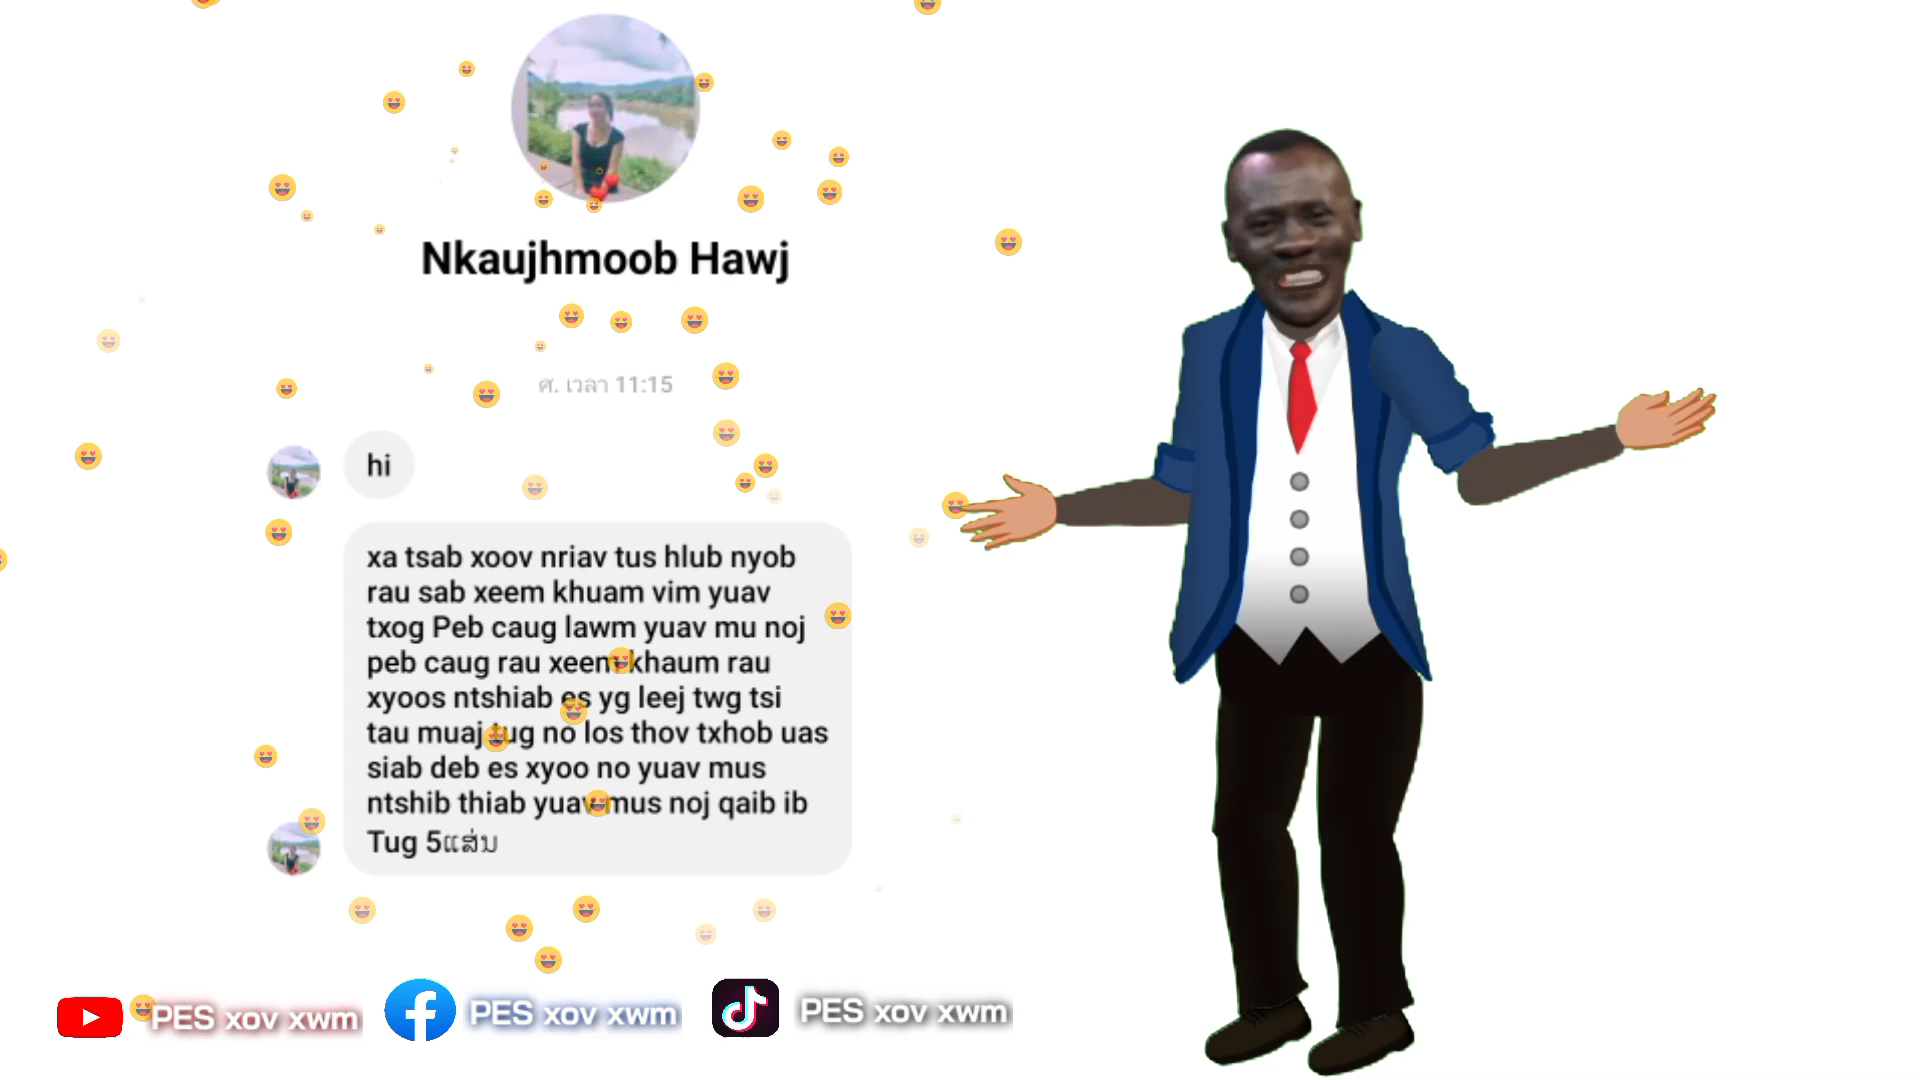 Nkaujhmoob Hawj
ศ. เวลา 11:15
hi
xa tsab xoov nriav tus hlub nyob
rau sab xeem khuam vim yuav
txog Peb caug lawm yuav mu noj
peb caug rau xeem khaum rau
xyoos ntshiab es yg leej twg tsi
tau muaj tug no los thov txhob uas
siab deb es xyoo no yuav mus
ntshib thiab yuav mus noj qaib ib
Tug 5ແສ່ນ
PES xov xwm
PES xov xwm
PES xov xwm